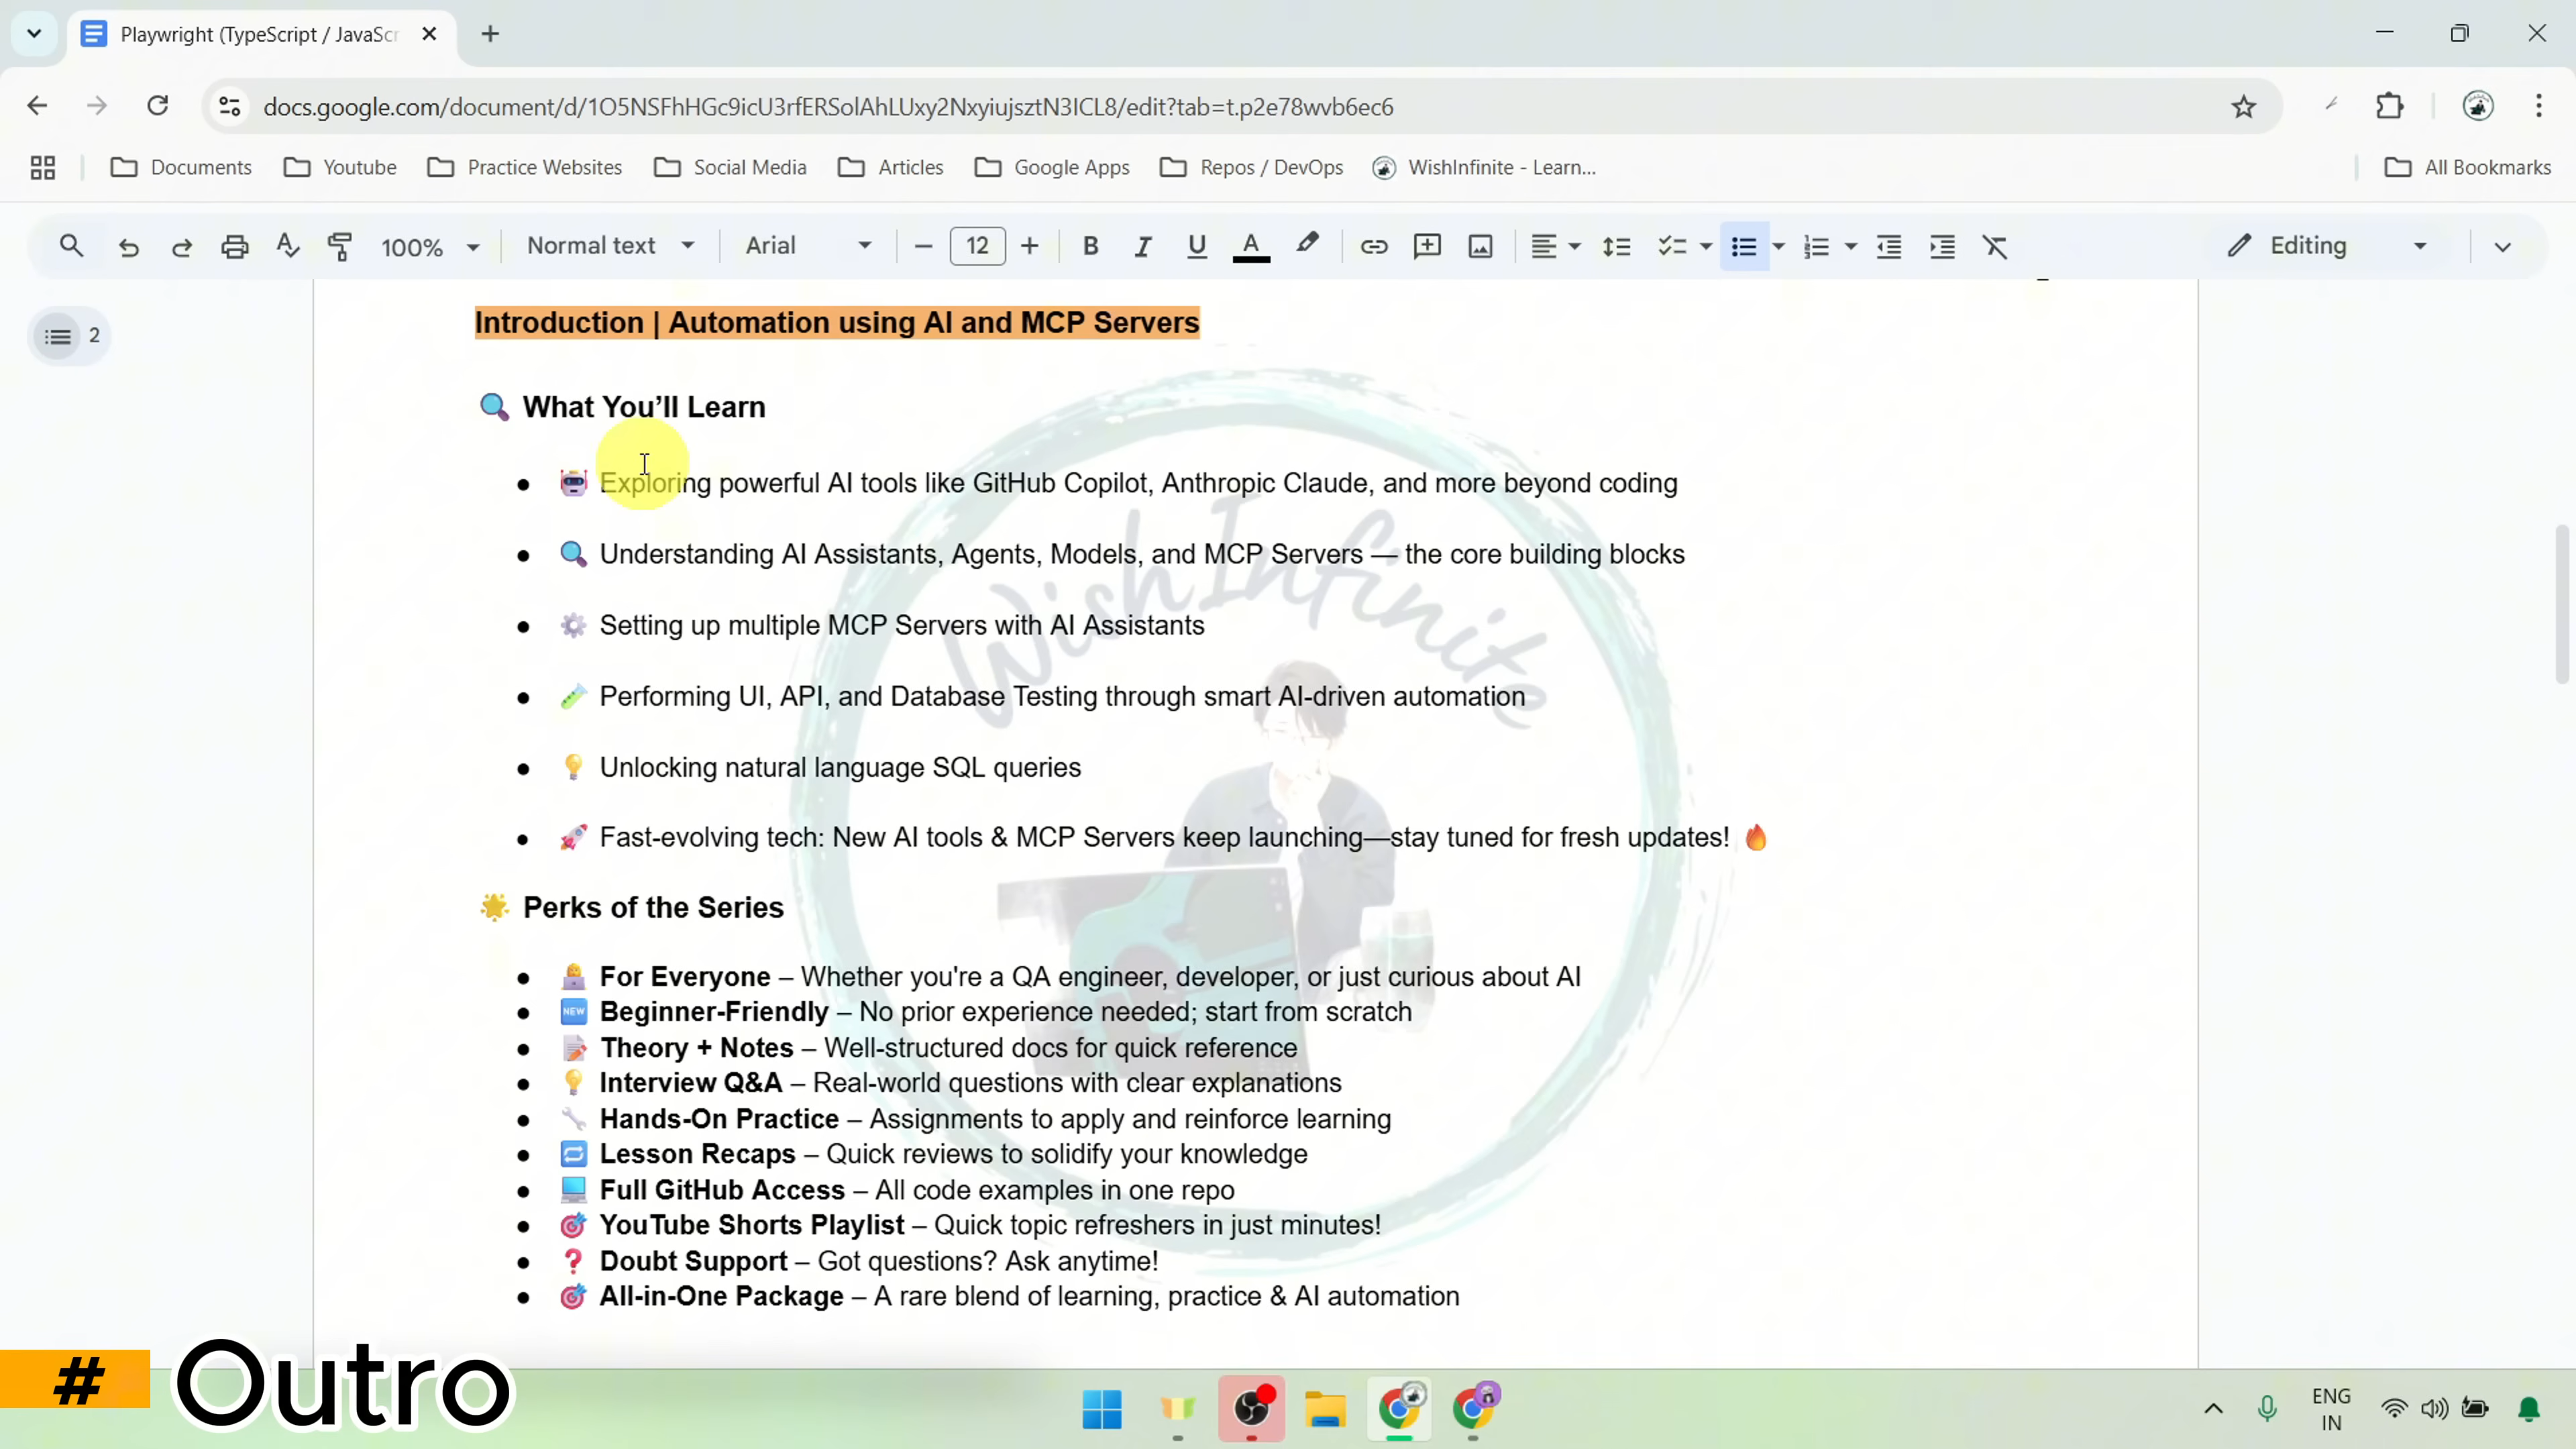 Playwright (TypeScript / JavaScr
docs.google.com/document/d/1O5NSFhHGc9icU3rfERSolAhLUxy2NxyiujsztN3ICL8/edit?tab=t.p2e78wvb6ec6
Documents Youtube Practice Websites Social Media Articles Google Apps Repos / DevOps WishInfinite - Learn... All Bookmarks
100% Normal text Arial 12 Editing
2
Introduction | Automation using AI and MCP Servers
🔍 What You’ll Learn
● 🤖 Exploring powerful AI tools like GitHub Copilot, Anthropic Claude, and more beyond coding
● 🔍 Understanding AI Assistants, Agents, Models, and MCP Servers — the core building blocks
● ⚙️ Setting up multiple MCP Servers with AI Assistants
● 🧪 Performing UI, API, and Database Testing through smart AI-driven automation
● 💡 Unlocking natural language SQL queries
● 🚀 Fast-evolving tech: New AI tools & MCP Servers keep launching—stay tuned for fresh updates! 🔥
WishInfinite
🌟 Perks of the Series
● 🧑‍💻 For Everyone – Whether you're a QA engineer, developer, or just curious about AI
● 🆕 Beginner-Friendly – No prior experience needed; start from scratch
● 📝 Theory + Notes – Well-structured docs for quick reference
● 💡 Interview Q&A – Real-world questions with clear explanations
● 🔧 Hands-On Practice – Assignments to apply and reinforce learning
● 🔁 Lesson Recaps – Quick reviews to solidify your knowledge
● 💻 Full GitHub Access – All code examples in one repo
● 🎯 YouTube Shorts Playlist – Quick topic refreshers in just minutes!
● ❓ Doubt Support – Got questions? Ask anytime!
● 🎯 All-in-One Package – A rare blend of learning, practice & AI automation
# Outro
ENG
IN